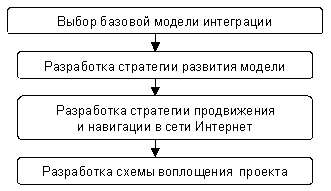 Выбор базовой модели интеграции
Разработка стратегии развития модели
Разработка стратегии продвижения
и навигации в сети Интернет
Разработка схемы воплощения проекта